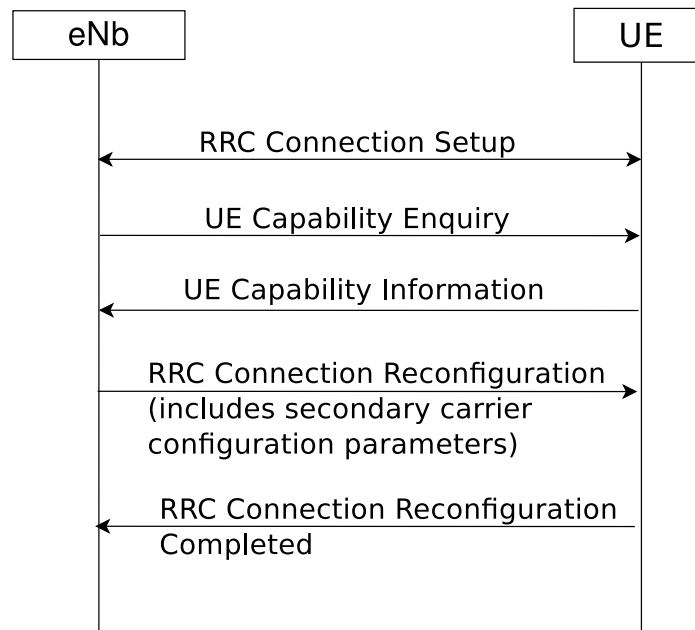 eNb
UE
RRC Connection Setup
UE Capability Enquiry
UE Capability Information
RRC Connection Reconfiguration
(includes secondary carrier
configuration parameters)
RRC Connection Reconfiguration
Completed